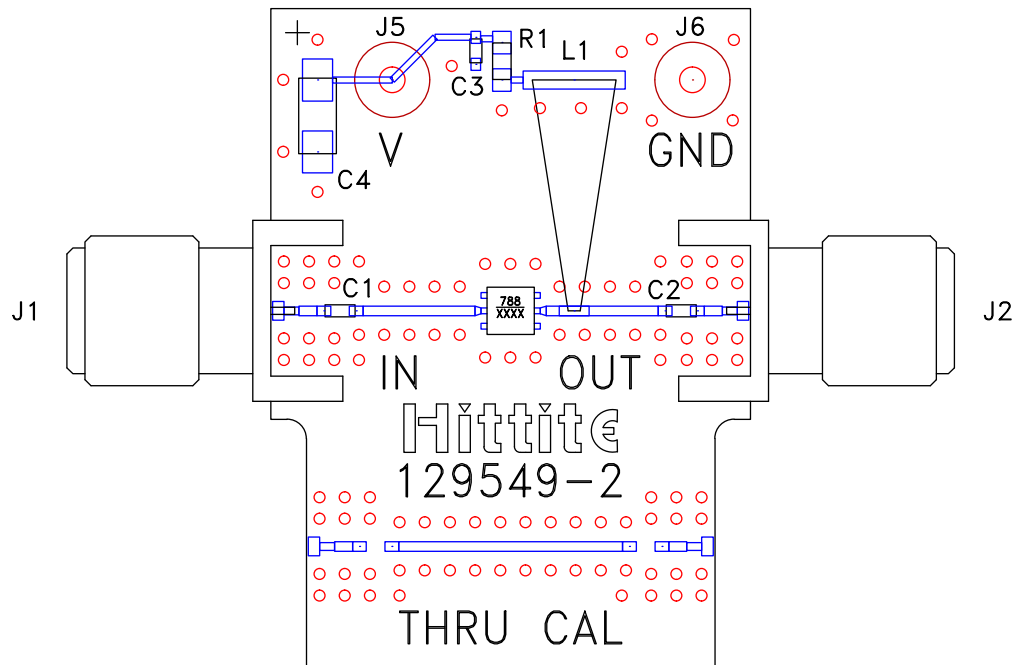 +
J5
R1
L1
J6
C3
V
GND
C4
J1
C1
788
XXXX
C2
J2
IN
OUT
Hittite
129549-2
THRU CAL